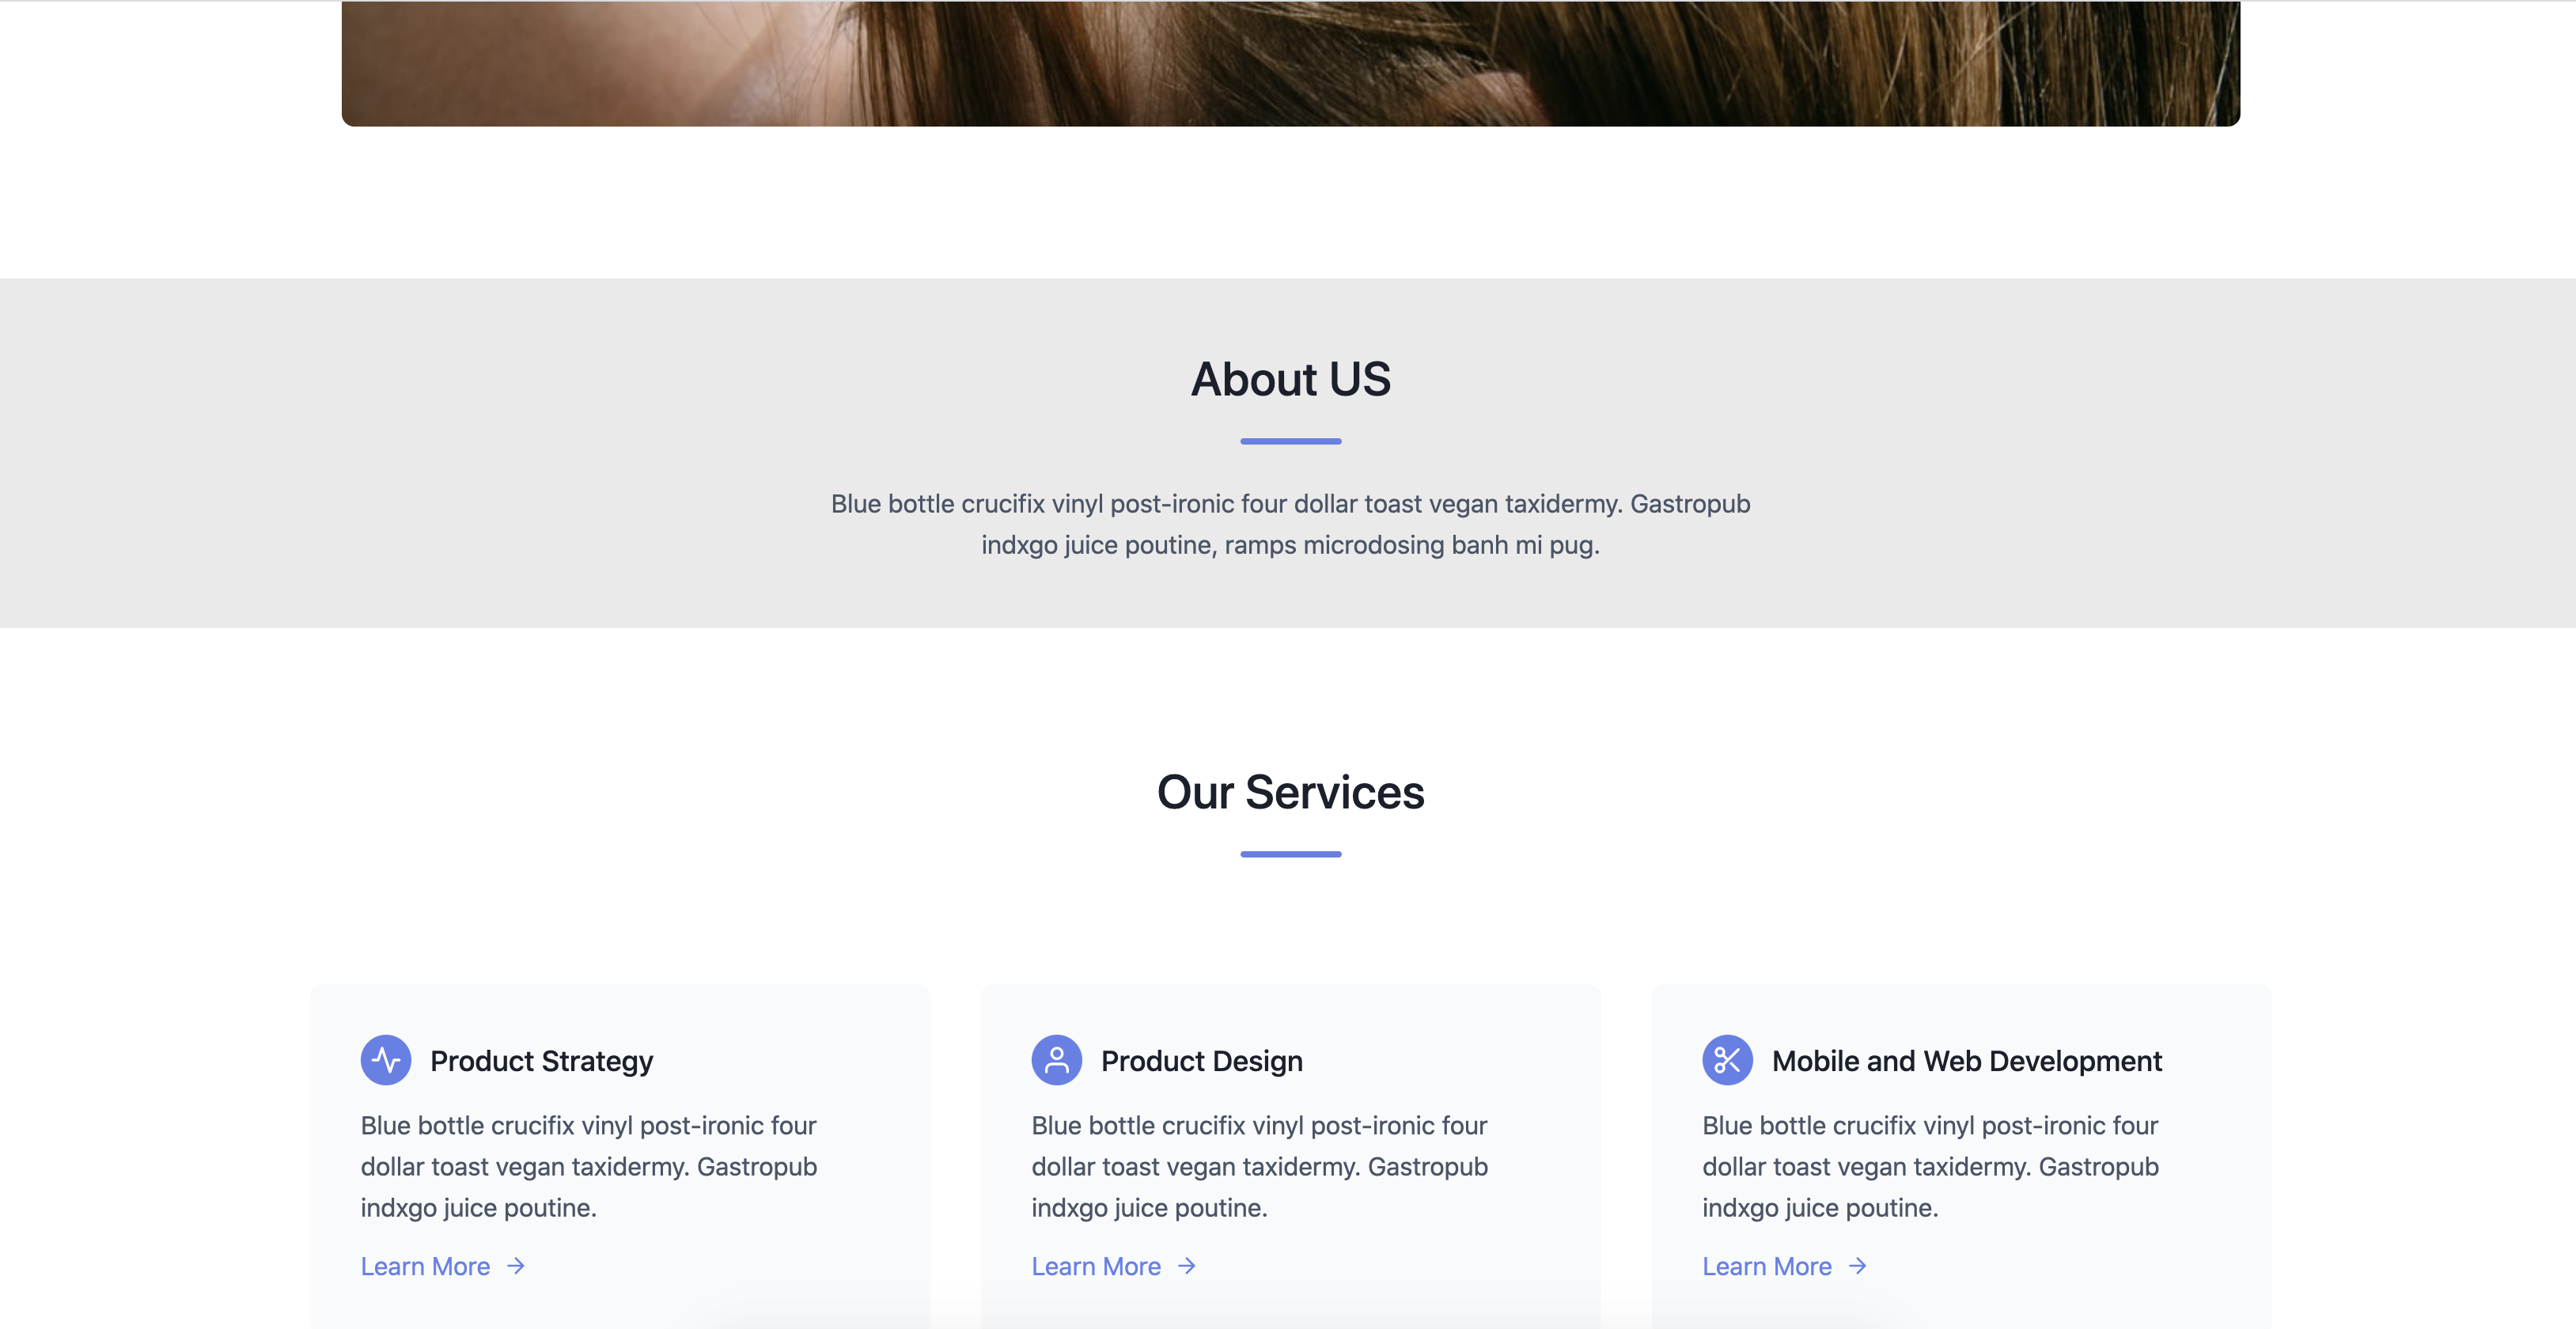 About US
Blue bottle crucifix vinyl post-ironic four dollar toast vegan taxidermy. Gastropub
indxgo juice poutine, ramps microdosing banh mi pug.
Our Services
Product Strategy
Blue bottle crucifix vinyl post-ironic four
dollar toast vegan taxidermy. Gastropub
indxgo juice poutine.
Learn More →
Product Design
Blue bottle crucifix vinyl post-ironic four
dollar toast vegan taxidermy. Gastropub
indxgo juice poutine.
Learn More →
Mobile and Web Development
Blue bottle crucifix vinyl post-ironic four
dollar toast vegan taxidermy. Gastropub
indxgo juice poutine.
Learn More →